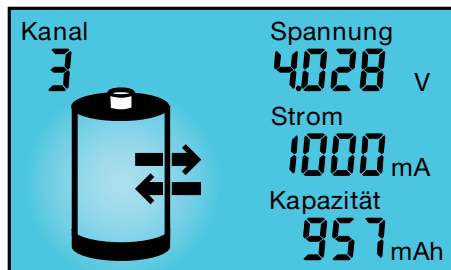 Kanal
3
Spannung
4.028 V
Strom
1000 mA
Kapazität
957 mAh